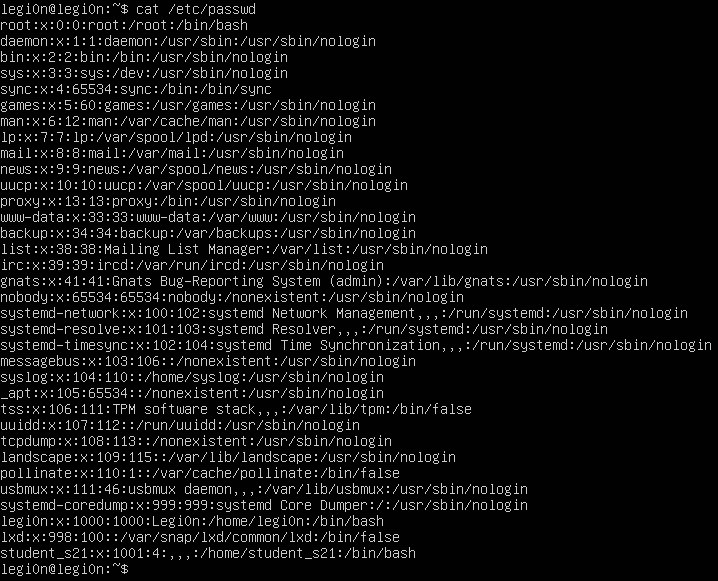 legi0n@legi0n:~$ cat /etc/passwd
root:x:0:0:root:/root:/bin/bash
daemon:x:1:1:daemon:/usr/sbin:/usr/sbin/nologin
bin:x:2:2:bin:/bin:/usr/sbin/nologin
sys:x:3:3:sys:/dev:/usr/sbin/nologin
sync:x:4:65534:sync:/bin:/bin/sync
games:x:5:60:games:/usr/games:/usr/sbin/nologin
man:x:6:12:man:/var/cache/man:/usr/sbin/nologin
lp:x:7:7:lp:/var/spool/lpd:/usr/sbin/nologin
mail:x:8:8:mail:/var/mail:/usr/sbin/nologin
news:x:9:9:news:/var/spool/news:/usr/sbin/nologin
uucp:x:10:10:uucp:/var/spool/uucp:/usr/sbin/nologin
proxy:x:13:13:proxy:/bin:/usr/sbin/nologin
www-data:x:33:33:www-data:/var/www:/usr/sbin/nologin
backup:x:34:34:backup:/var/backups:/usr/sbin/nologin
list:x:38:38:Mailing List Manager:/var/list:/usr/sbin/nologin
irc:x:39:39:ircd:/var/run/ircd:/usr/sbin/nologin
gnats:x:41:41:Gnats Bug-Reporting System (admin):/var/lib/gnats:/usr/sbin/nologin
nobody:x:65534:65534:nobody:/nonexistent:/usr/sbin/nologin
systemd-network:x:100:102:systemd Network Management,,,:/run/systemd:/usr/sbin/nologin
systemd-resolve:x:101:103:systemd Resolver,,,:/run/systemd:/usr/sbin/nologin
systemd-timesync:x:102:104:systemd Time Synchronization,,,:/run/systemd:/usr/sbin/nologin
messagebus:x:103:106::/nonexistent:/usr/sbin/nologin
syslog:x:104:110::/home/syslog:/usr/sbin/nologin
_apt:x:105:65534::/nonexistent:/usr/sbin/nologin
tss:x:106:111:TPM software stack,,,:/var/lib/tpm:/bin/false
uuidd:x:107:112::/run/uuidd:/usr/sbin/nologin
tcpdump:x:108:113::/nonexistent:/usr/sbin/nologin
landscape:x:109:115::/var/lib/landscape:/usr/sbin/nologin
pollinate:x:110:1::/var/cache/pollinate:/bin/false
usbmux:x:111:46:usbmux daemon,,,:/var/lib/usbmux:/usr/sbin/nologin
systemd-coredump:x:999:999:systemd Core Dumper:/:/usr/sbin/nologin
legi0n:x:1000:1000:Legi0n:/home/legi0n:/bin/bash
lxd:x:998:100::/var/snap/lxd/common/lxd:/bin/false
student_s21:x:1001:4:,,,:/home/student_s21:/bin/bash
legi0n@legi0n:~$